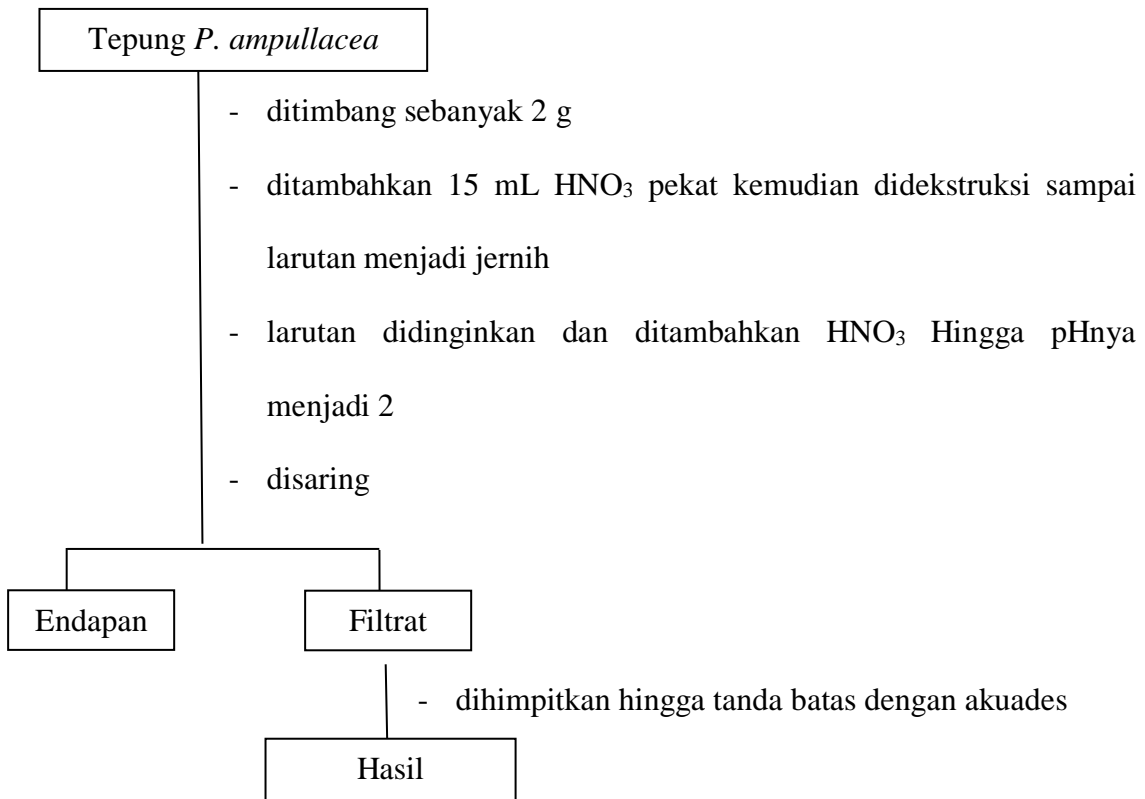 Tepung P. ampullacea
- ditimbang sebanyak 2 g
- ditambahkan 15 mL HNO₃ pekat kemudian didekstruksi sampai
larutan menjadi jernih
- larutan didinginkan dan ditambahkan HNO₃ Hingga pHnya
menjadi 2
- disaring
Endapan
Filtrat
- dihimpitkan hingga tanda batas dengan akuades
Hasil